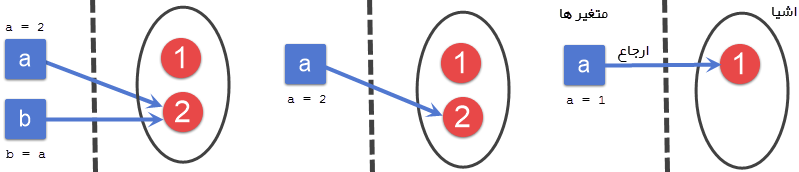 متغیر ها
اشیا
a
ارجاع
1
a = 1
a
1
2
a = 2
a = 2
a
1
2
b
b = a